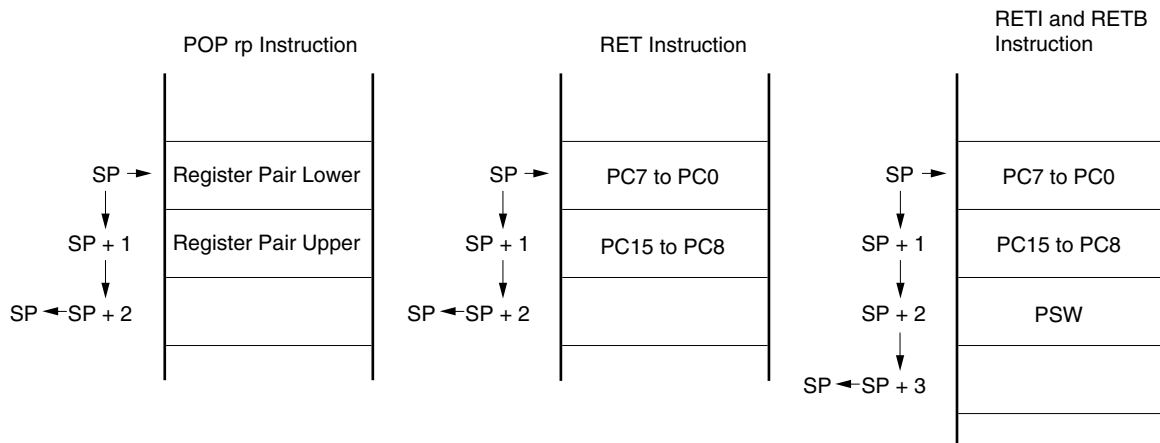 POP rp Instruction
SP
Register Pair Lower
SP + 1
Register Pair Upper
SP
SP + 2
RET Instruction
SP
PC7 to PC0
SP + 1
PC15 to PC8
SP
SP + 2
RETI and RETB
Instruction
SP
PC7 to PC0
SP + 1
PC15 to PC8
SP + 2
PSW
SP
SP + 3